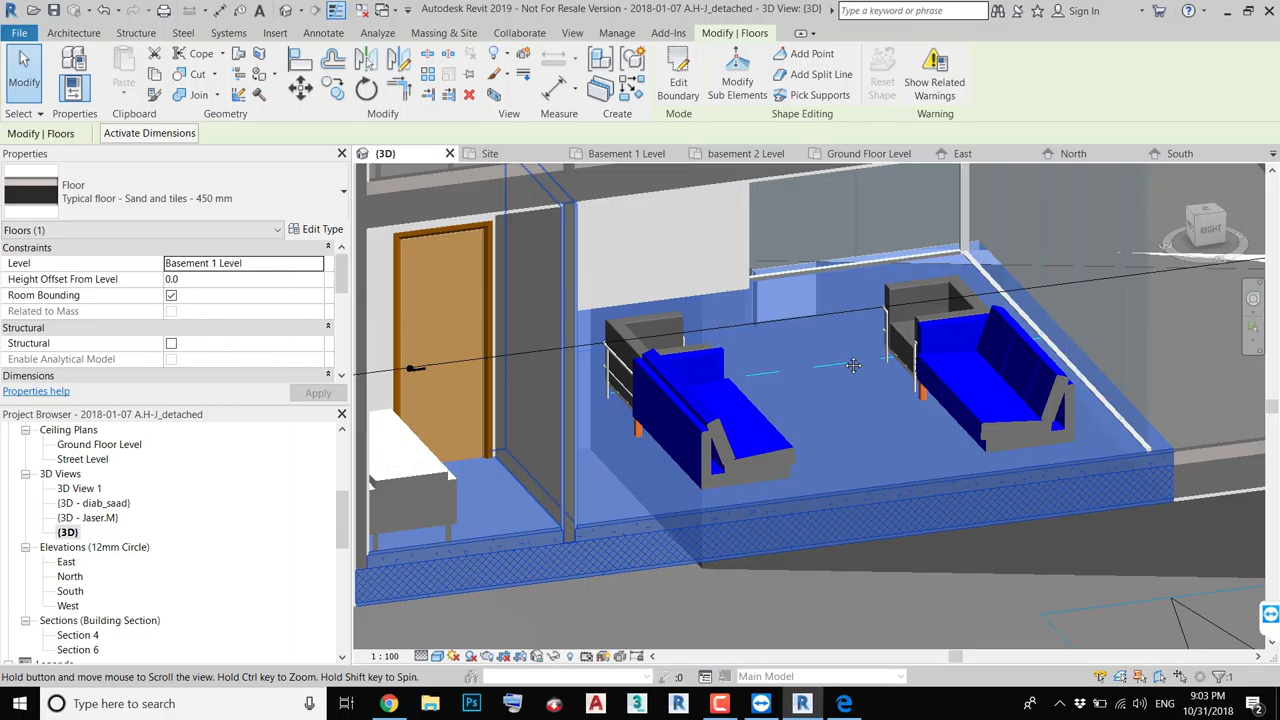 Autodesk Revit 2019 - Not For Resale Version - 2018-01-07 A.H-J_detached - 3D View: {3D}
Type a keyword or phrase
Sign In
File
Architecture
Structure
Steel
Systems
Insert
Annotate
Analyze
Massing & Site
Collaborate
View
Manage
Add-Ins
Modify | Floors
Modify
Paste
Cope
Cut
Join
Edit
Boundary
Modify
Sub Elements
Add Point
Add Split Line
Pick Supports
Reset
Shape
Show Related
Warnings
Select
Properties
Clipboard
Geometry
Modify
View
Measure
Create
Mode
Shape Editing
Warning
Modify | Floors
Activate Dimensions
Properties
{3D}
Site
Basement 1 Level
basement 2 Level
Ground Floor Level
East
North
South
Floor
Typical floor - Sand and tiles - 450 mm
Floors (1)
Edit Type
Constraints
Level
Basement 1 Level
Height Offset From Level
0.0
Room Bounding
Related to Mass
Structural
Structural
Enable Analytical Model
Dimensions
Properties help
Apply
RIGHT
Project Browser - 2018-01-07 A.H-J_detached
Ceiling Plans
Ground Floor Level
Street Level
3D Views
3D View 1
{3D - diab_saad}
{3D - Jaser.M}
{3D}
Elevations (12mm Circle)
East
North
South
West
Sections (Building Section)
Section 4
Section 6
1 : 100
Hold button and move mouse to Scroll the view. Hold Ctrl key to Zoom. Hold Shift key to Spin.
:0
Main Model
:1
Type here to search
ENG
9:03 PM
10/31/2018